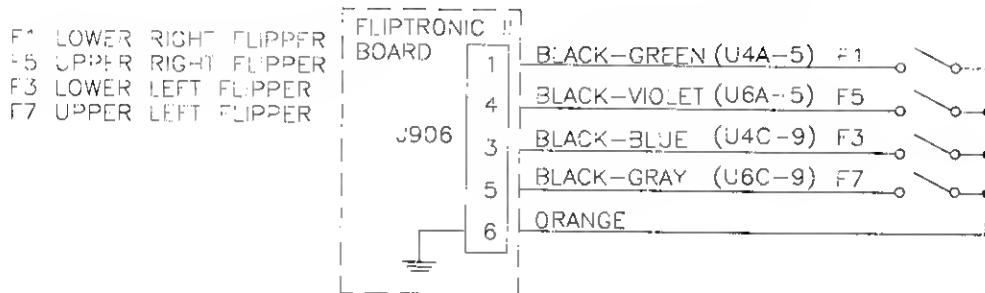 F1 LOWER RIGHT FLIPPER
F5 UPPER RIGHT FLIPPER
F3 LOWER LEFT FLIPPER
F7 UPPER LEFT FLIPPER
FLIPTRONIC II
BOARD
J906
1 BLACK-GREEN (U4A-5) F1
4 BLACK-VIOLET (U6A-5) F5
3 BLACK-BLUE (U4C-9) F3
5 BLACK-GRAY (U6C-9) F7
6 ORANGE